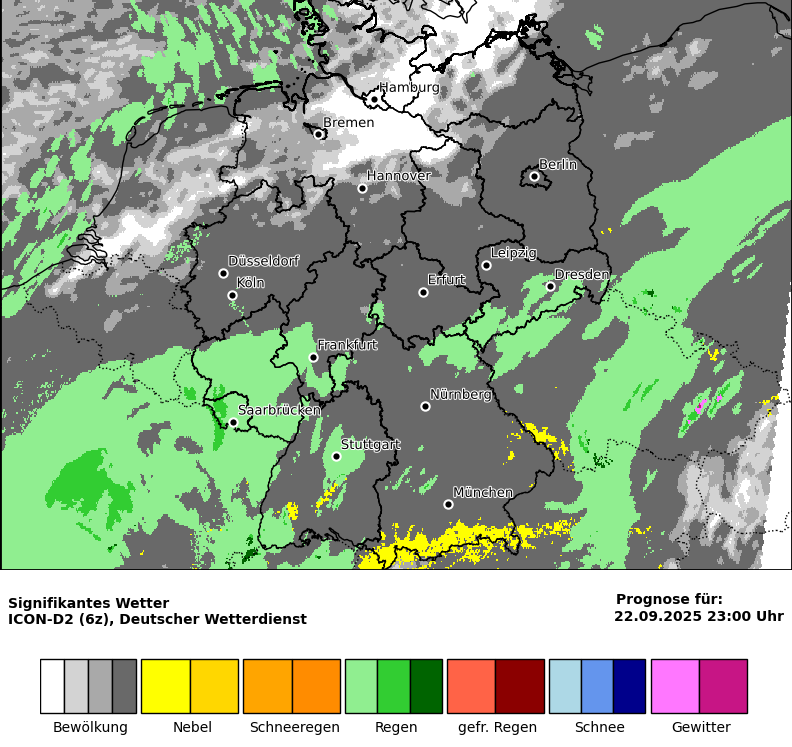 Hamburg
Bremen
Berlin
Hannover
Leipzig
Düsseldorf
Dresden
Köln
Erfurt
Frankfurt
Nürnberg
Saarbrücken
Stuttgart
München
Signifikantes Wetter
ICON-D2 (6z), Deutscher Wetterdienst
Prognose für:
22.09.2025 23:00 Uhr
Bewölkung Nebel Schneeregen Regen gefr. Regen Schnee Gewitter